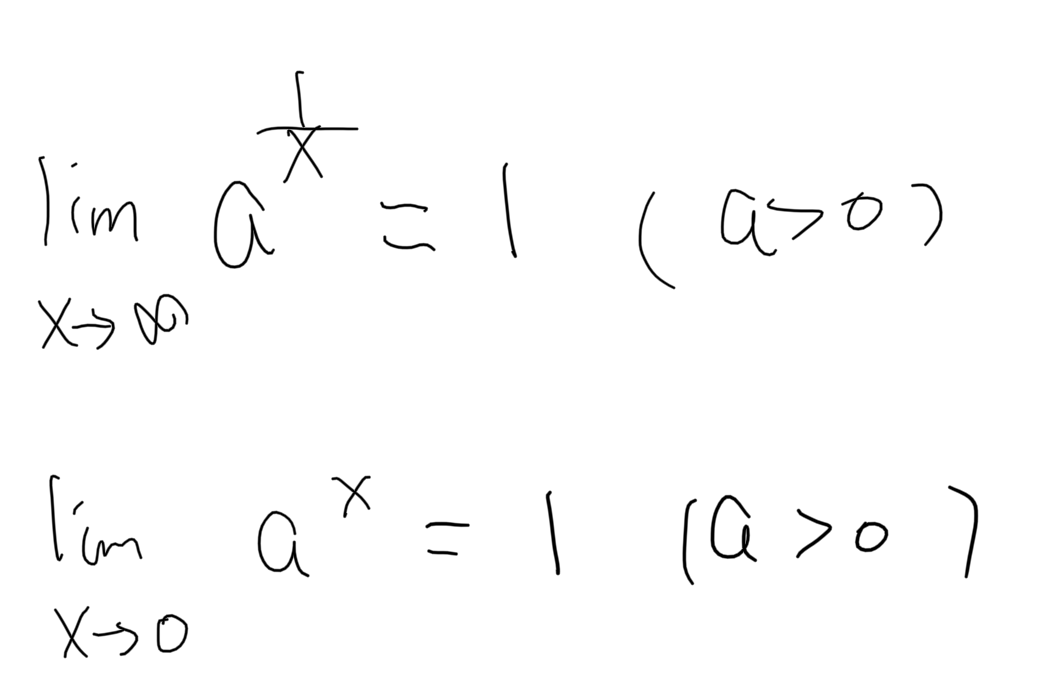 lim a^(1/x) = 1 (a>0)
x→∞
lim a^x = 1 (a>0)
x→0